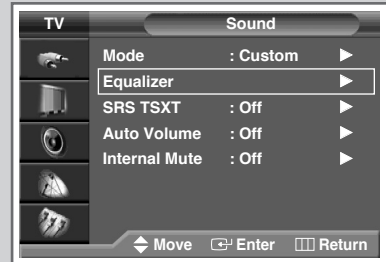 TV Sound
Mode : Custom
Equalizer
SRS TSXT : Off
Auto Volume : Off
Internal Mute : Off
Move Enter Return